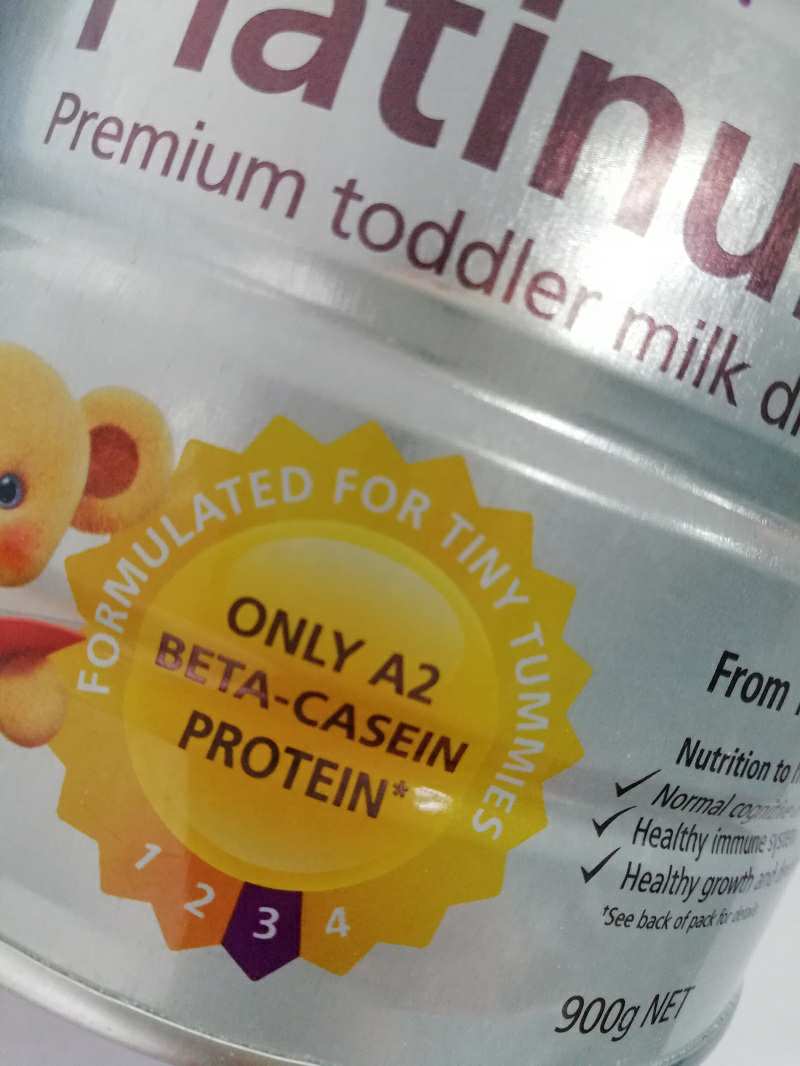 Platinu
Premium toddler milk
FORMULATED FOR TINY TUMMIES
ONLY A2
BETA-CASEIN
PROTEIN*
1 2 3 4
From
Nutrition to
✓ Normal cognitive
✓ Healthy immune system
✓ Healthy growth and
†See back of pack for details
900g NET